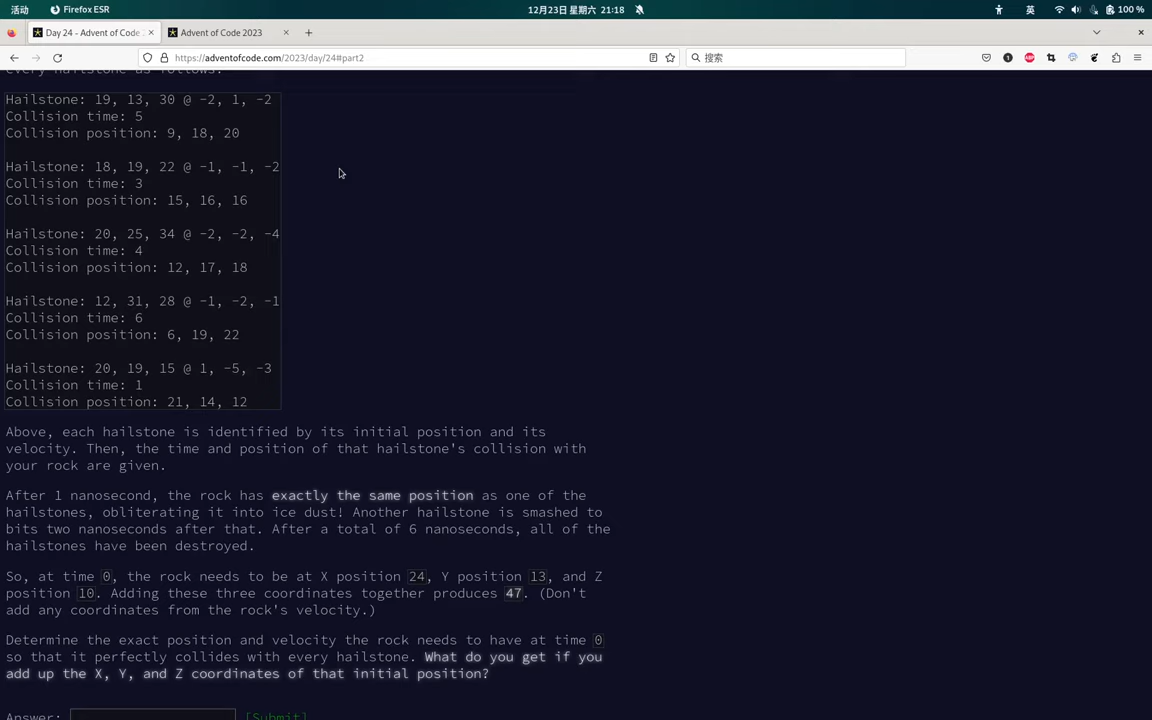 活动
Firefox ESR
12月23日 星期六 21:18
英
100 %
Day 24 - Advent of Code
Advent of Code 2023
https://adventofcode.com/2023/day/24#part2
搜索
every hailstone as follows:
Hailstone: 19, 13, 30 @ -2, 1, -2
Collision time: 5
Collision position: 9, 18, 20
Hailstone: 18, 19, 22 @ -1, -1, -2
Collision time: 3
Collision position: 15, 16, 16
Hailstone: 20, 25, 34 @ -2, -2, -4
Collision time: 4
Collision position: 12, 17, 18
Hailstone: 12, 31, 28 @ -1, -2, -1
Collision time: 6
Collision position: 6, 19, 22
Hailstone: 20, 19, 15 @ 1, -5, -3
Collision time: 1
Collision position: 21, 14, 12
Above, each hailstone is identified by its initial position and its
velocity. Then, the time and position of that hailstone's collision with
your rock are given.
After 1 nanosecond, the rock has exactly the same position as one of the
hailstones, obliterating it into ice dust! Another hailstone is smashed to
bits two nanoseconds after that. After a total of 6 nanoseconds, all of the
hailstones have been destroyed.
So, at time 0, the rock needs to be at X position 24, Y position 13, and Z
position 10. Adding these three coordinates together produces 47. (Don't
add any coordinates from the rock's velocity.)
Determine the exact position and velocity the rock needs to have at time 0
so that it perfectly collides with every hailstone. What do you get if you
add up the X, Y, and Z coordinates of that initial position?
Answer:
[Submit]